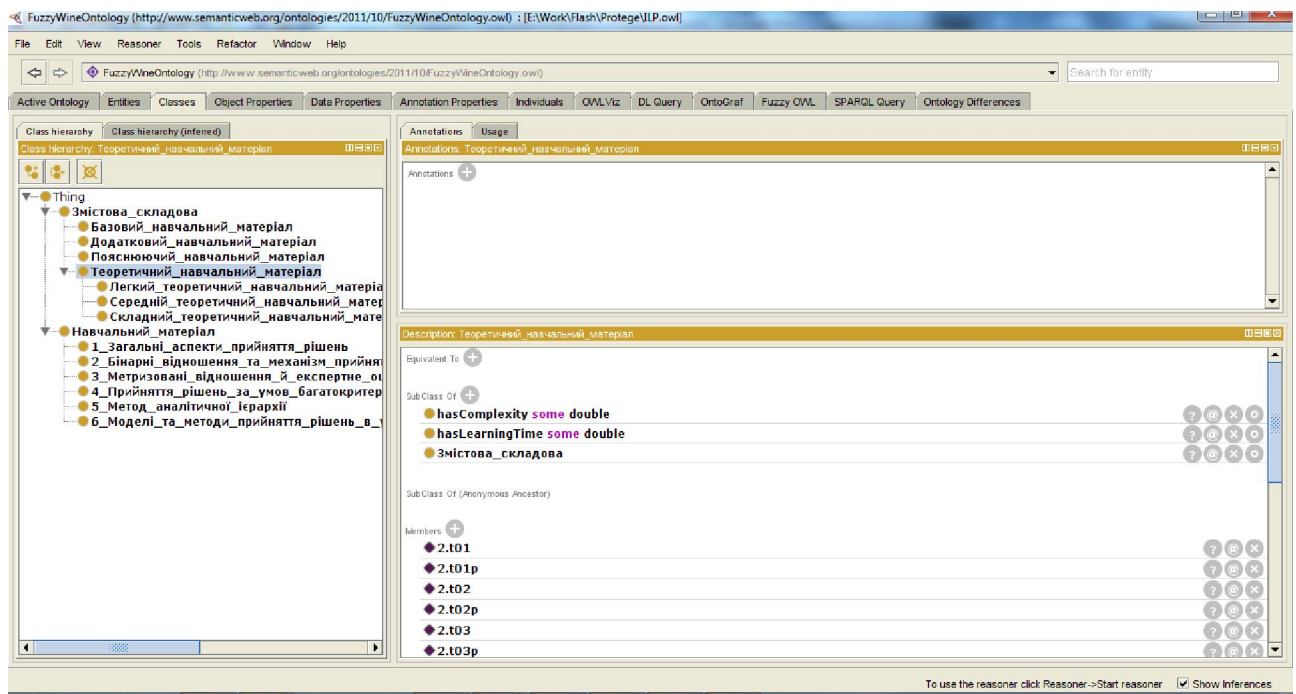 FuzzyWineOntology (http://www.semanticweb.org/ontologies/2011/10/FuzzyWineOntology.owl) : [E:\Work\Flash\Protege\ILP.owl]
File Edit View Reasoner Tools Refactor Window Help
FuzzyWineOntology (http://www.semanticweb.org/ontologies/2011/10/FuzzyWineOntology.owl)
Search for entity
Active Ontology Entities Classes Object Properties Data Properties Annotation Properties Individuals OWLViz DL Query OntoGraf Fuzzy OWL SPARQL Query Ontology Differences
Class hierarchy Class hierarchy (inferred)
Class hierarchy: Теоретичний_навчальний_матеріал
Thing
Змістова_складова
Базовий_навчальний_матеріал
Додатковий_навчальний_матеріал
Пояснюючий_навчальний_матеріал
Теоретичний_навчальний_матеріал
Легкий_теоретичний_навчальний_матеріа
Середній_теоретичний_навчальний_матер
Складний_теоретичний_навчальний_мате
Навчальний_матеріал
1_Загальні_аспекти_прийняття_рішень
2_Бінарні_відношення_та_механізм_прийнят
3_Метризовані_відношення_й_експертне_оц
4_Прийняття_рішень_за_умов_багатокритер
5_Метод_аналітичної_ієрархії
6_Моделі_та_методи_прийняття_рішень_в_у
Annotations Usage
Annotations: Теоретичний_навчальний_матеріал
Annotations
Description: Теоретичний_навчальний_матеріал
Equivalent To
SubClass Of
hasComplexity some double
hasLearningTime some double
Змістова_складова
SubClass Of (Anonymous Ancestor)
Members
2.t01
2.t01p
2.t02
2.t02p
2.t03
2.t03p
To use the reasoner click Reasoner->Start reasoner Show Inferences